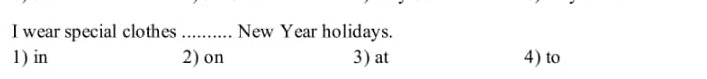 I wear special clothes .......... New Year holidays.
1) in 2) on 3) at 4) to